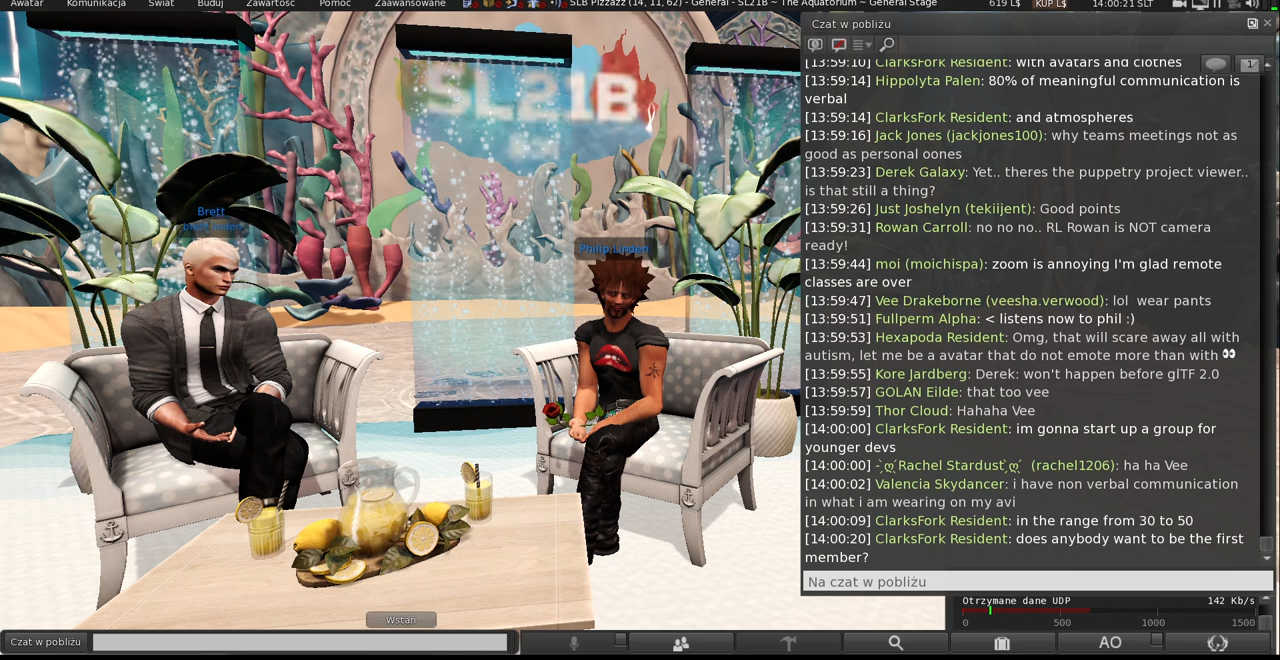 Awatar Komunikacja Świat Buduj Zawartość Pomoc Zaawansowane SLB Pizzazz (14, 11, 62) - General - SL21B ~ The Aquatorium ~ General Stage 619 L$ KUP L$ 14:00:21 SLT
Czat w pobliżu
[13:59:10] ClarksFork Resident: with avatars and clothes
1
[13:59:14] Hippolyta Palen: 80% of meaningful communication is
verbal
[13:59:14] ClarksFork Resident: and atmospheres
[13:59:16] Jack Jones (jackjones100): why teams meetings not as
good as personal oones
[13:59:23] Derek Galaxy: Yet.. theres the puppetry project viewer..
is that still a thing?
[13:59:26] Just Joshelyn (tekiijent): Good points
[13:59:31] Rowan Carroll: no no no.. RL Rowan is NOT camera
ready!
[13:59:44] moi (moichispa): zoom is annoying I'm glad remote
classes are over
[13:59:47] Vee Drakeborne (veesha.verwood): lol  wear pants
[13:59:51] Fullperm Alpha: < listens now to phil :)
[13:59:53] Hexapoda Resident: Omg, that will scare away all with
autism, let me be a avatar that do not emote more than with 👀
[13:59:55] Kore Jardberg: Derek: won't happen before glTF 2.0
[13:59:57] GOLAN Eilde: that too vee
[13:59:59] Thor Cloud: Hahaha Vee
[14:00:00] ClarksFork Resident: im gonna start up a group for
younger devs
[14:00:00] Rachel Stardust (rachel1206): ha ha Vee
[14:00:02] Valencia Skydancer: i have non verbal communication
in what i am wearing on my avi
[14:00:09] ClarksFork Resident: in the range from 30 to 50
[14:00:20] ClarksFork Resident: does anybody want to be the first
member?
Na czat w pobliżu
SL21B
Brett
Philip Linden
Wstań
Otrzymane dane UDP 142 Kb/s
0 500 1000 1500
Czat w pobliżu
AO